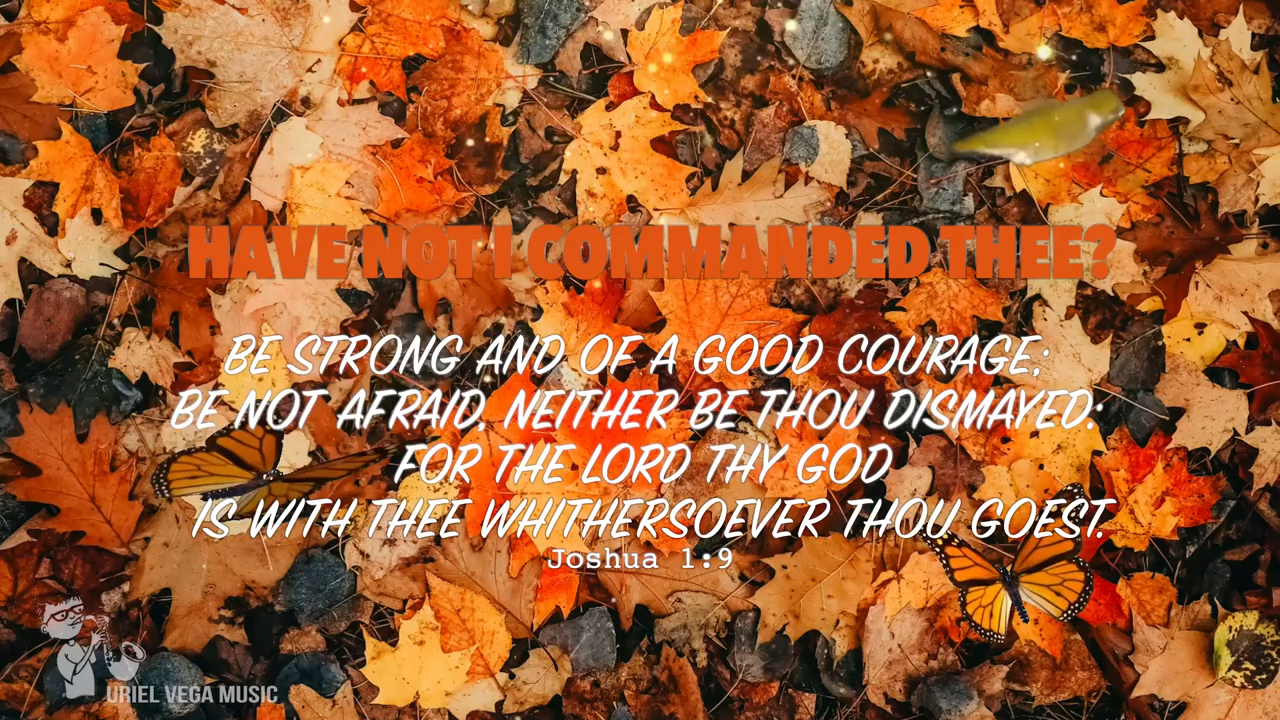 HAVE NOT I COMMANDED THEE?
BE STRONG AND OF A GOOD COURAGE;
BE NOT AFRAID, NEITHER BE THOU DISMAYED:
FOR THE LORD THY GOD
IS WITH THEE WHITHERSOEVER THOU GOEST.
Joshua 1:9
URIEL VEGA MUSIC